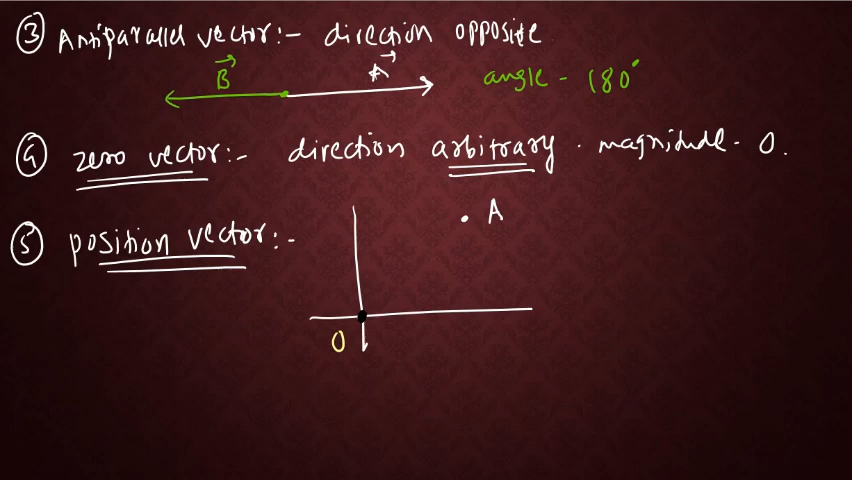 ③ Antiparallel vector:- direction opposite
B⃗ A⃗ angle - 180°
④ zero vector:- direction arbitrary. magnitude - 0.
⑤ position vector:-
. A
O